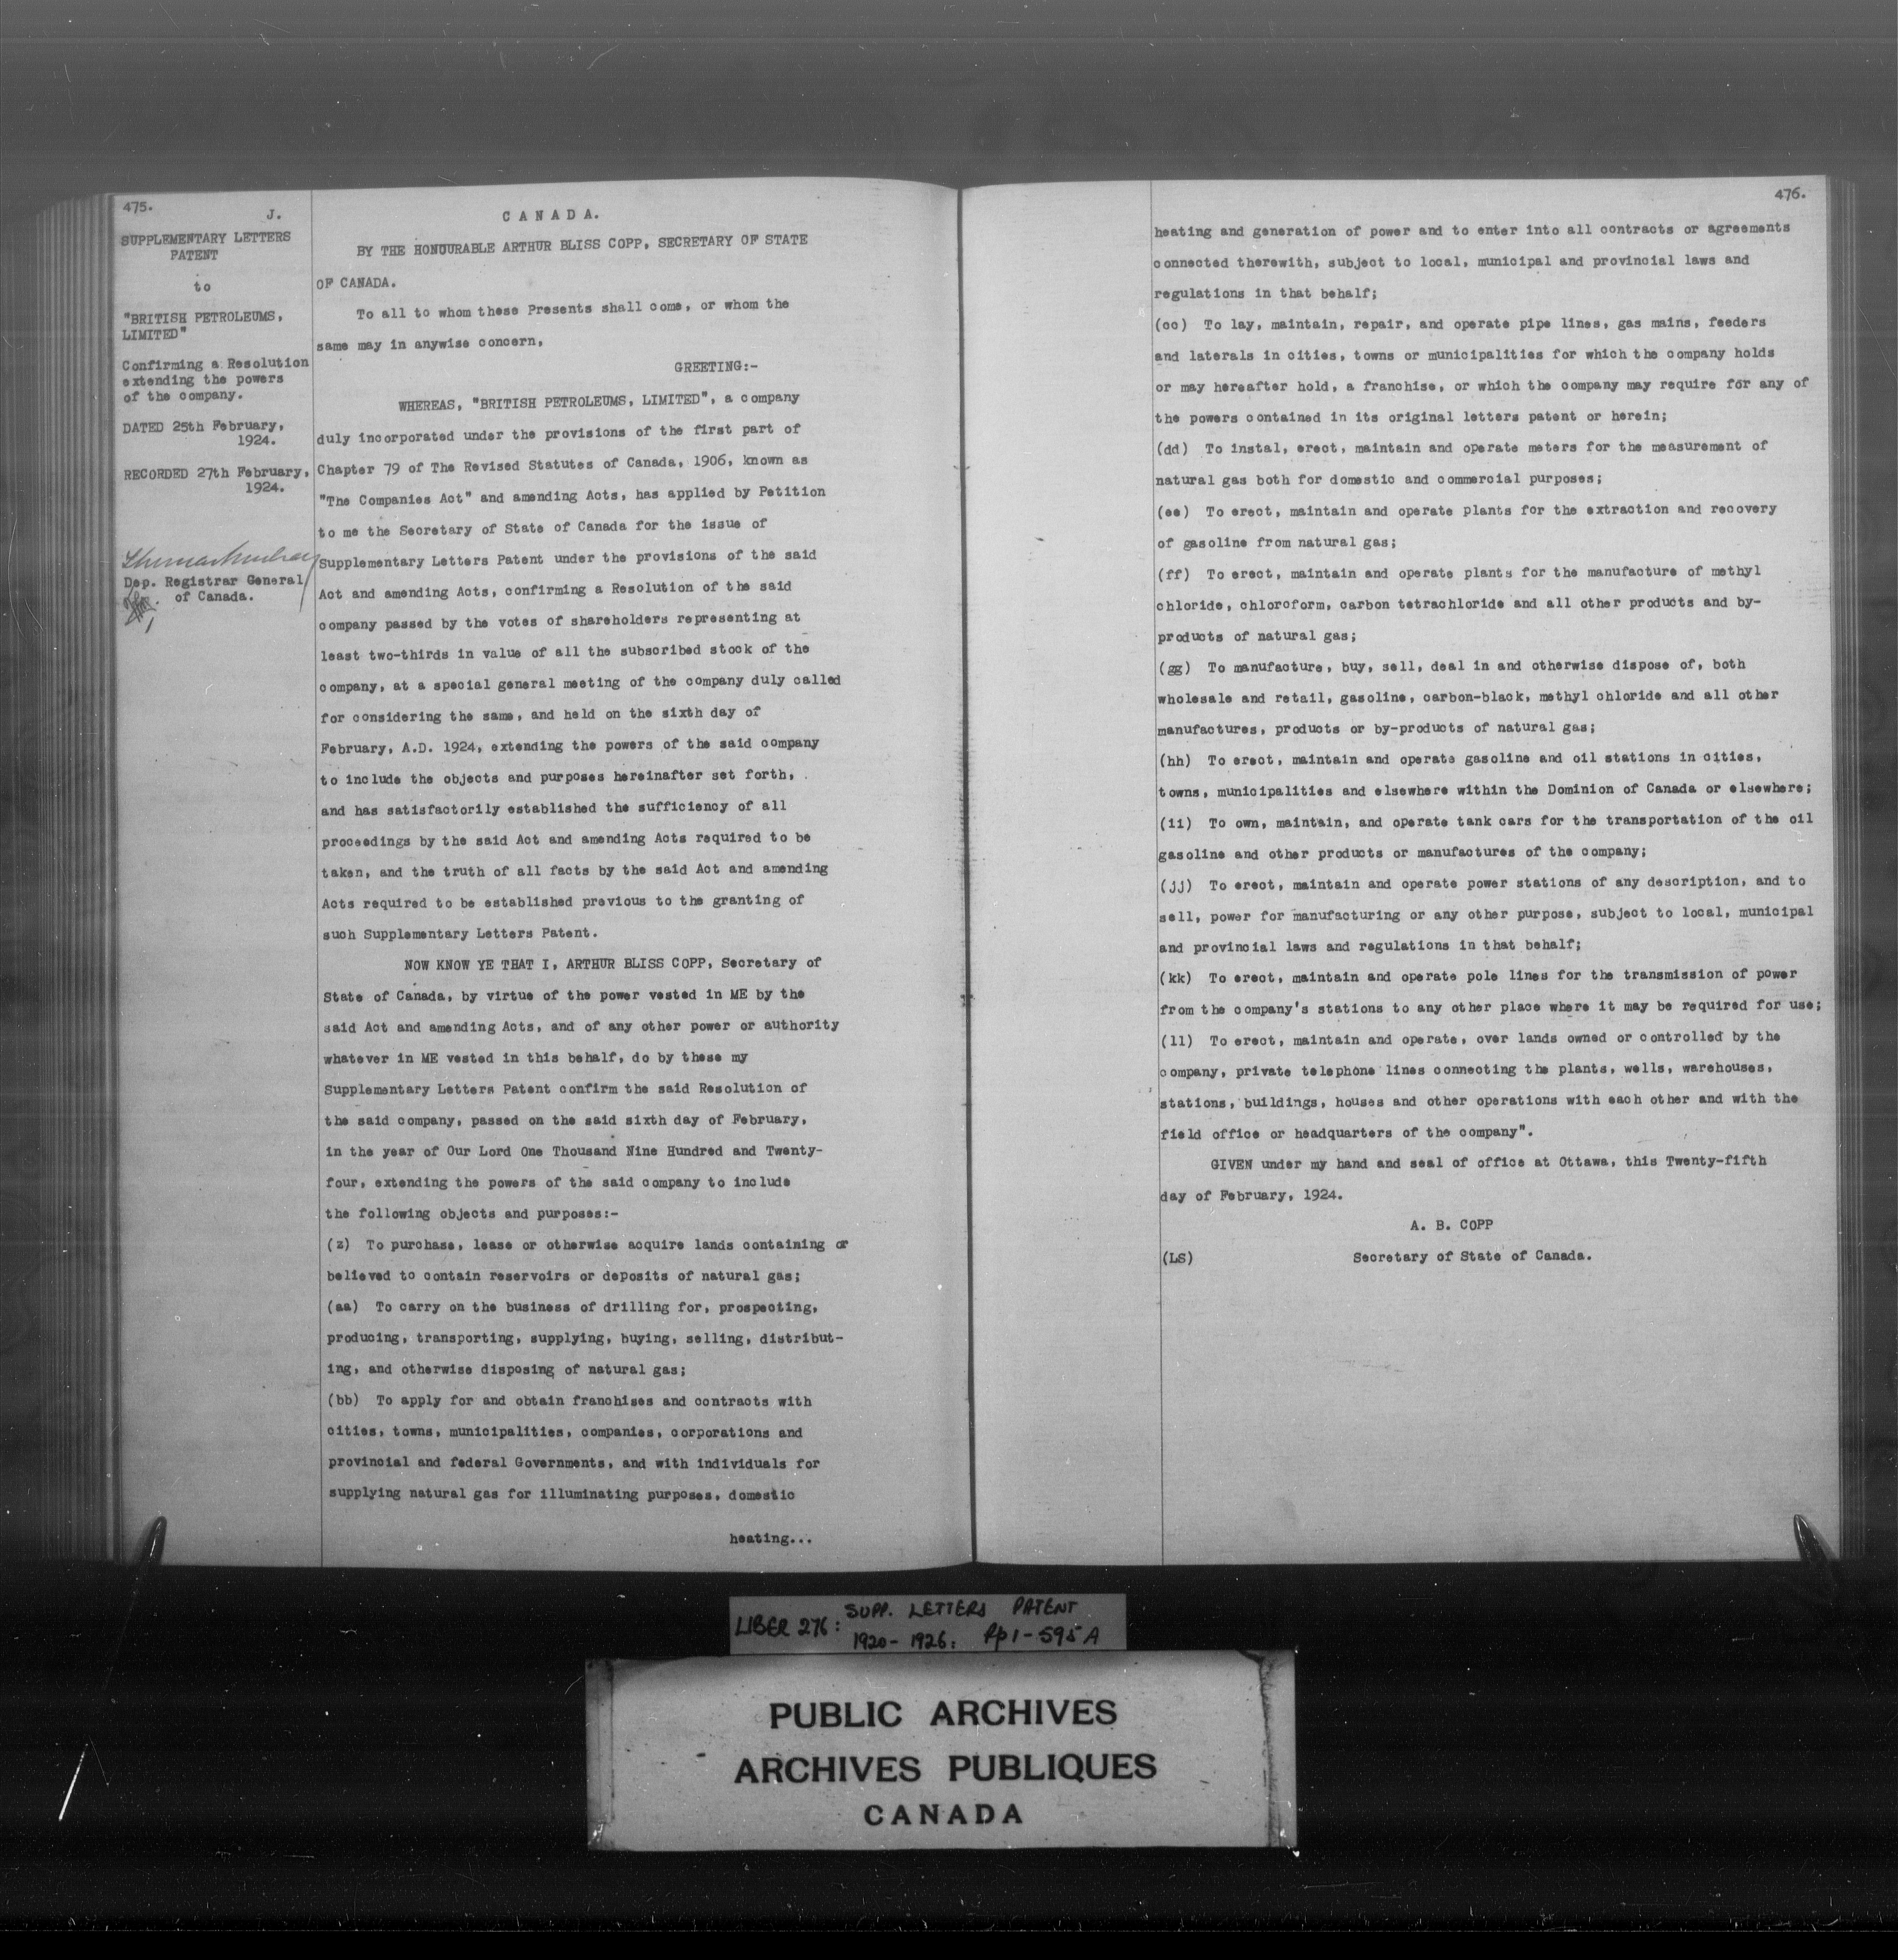 475.
J.
SUPPLEMENTARY LETTERS
PATENT
to
"BRITISH PETROLEUMS,
LIMITED"
Confirming a Resolution
extending the powers
of the company.
DATED 25th February,
1924.
RECORDED 27th February,
1924.
Dep. Registrar General
of Canada.
CANADA.
BY THE HONOURABLE ARTHUR BLISS COPP, SECRETARY OF STATE
OF CANADA.
To all to whom these Presents shall come, or whom the
same may in anywise concern,
GREETING:-
WHEREAS, "BRITISH PETROLEUMS, LIMITED", a company
duly incorporated under the provisions of the first part of
Chapter 79 of The Revised Statutes of Canada, 1906, known as
"The Companies Act" and amending Acts, has applied by Petition
to me the Secretary of State of Canada for the issue of
Supplementary Letters Patent under the provisions of the said
Act and amending Acts, confirming a Resolution of the said
company passed by the votes of shareholders representing at
least two-thirds in value of all the subscribed stock of the
company, at a special general meeting of the company duly called
for considering the same, and held on the sixth day of
February, A.D. 1924, extending the powers of the said company
to include the objects and purposes hereinafter set forth,
and has satisfactorily established the sufficiency of all
proceedings by the said Act and amending Acts required to be
taken, and the truth of all facts by the said Act and amending
Acts required to be established previous to the granting of
such Supplementary Letters Patent.
NOW KNOW YE THAT I, ARTHUR BLISS COPP, Secretary of
State of Canada, by virtue of the power vested in ME by the
said Act and amending Acts, and of any other power or authority
whatever in ME vested in this behalf, do by these my
Supplementary Letters Patent confirm the said Resolution of
the said company, passed on the said sixth day of February,
in the year of Our Lord One Thousand Nine Hundred and Twenty-
four, extending the powers of the said company to include
the following objects and purposes:-
(z) To purchase, lease or otherwise acquire lands containing or
believed to contain reservoirs or deposits of natural gas;
(aa) To carry on the business of drilling for, prospecting,
producing, transporting, supplying, buying, selling, distribut-
ing, and otherwise disposing of natural gas;
(bb) To apply for and obtain franchises and contracts with
cities, towns, municipalities, companies, corporations and
provincial and federal Governments, and with individuals for
supplying natural gas for illuminating purposes, domestic
heating...
476.
heating and generation of power and to enter into all contracts or agreements
connected therewith, subject to local, municipal and provincial laws and
regulations in that behalf;
(cc) To lay, maintain, repair, and operate pipe lines, gas mains, feeders
and laterals in cities, towns or municipalities for which the company holds
or may hereafter hold, a franchise, or which the company may require for any of
the powers contained in its original letters patent or herein;
(dd) To instal, erect, maintain and operate meters for the measurement of
natural gas both for domestic and commercial purposes;
(ee) To erect, maintain and operate plants for the extraction and recovery
of gasoline from natural gas;
(ff) To erect, maintain and operate plants for the manufacture of methyl
chloride, chloroform, carbon tetrachloride and all other products and by-
products of natural gas;
(gg) To manufacture, buy, sell, deal in and otherwise dispose of, both
wholesale and retail, gasoline, carbon-black, methyl chloride and all other
manufactures, products or by-products of natural gas;
(hh) To erect, maintain and operate gasoline and oil stations in cities,
towns, municipalities and elsewhere within the Dominion of Canada or elsewhere;
(ii) To own, maintain, and operate tank cars for the transportation of the oil
gasoline and other products or manufactures of the company;
(jj) To erect, maintain and operate power stations of any description, and to
sell, power for manufacturing or any other purpose, subject to local, municipal
and provincial laws and regulations in that behalf;
(kk) To erect, maintain and operate pole lines for the transmission of power
from the company's stations to any other place where it may be required for use;
(ll) To erect, maintain and operate, over lands owned or controlled by the
company, private telephone lines connecting the plants, wells, warehouses,
stations, buildings, houses and other operations with each other and with the
field office or headquarters of the company".
GIVEN under my hand and seal of office at Ottawa, this Twenty-fifth
day of February, 1924.
A. B. COPP
(LS) Secretary of State of Canada.
LIBER 276: SUPP. LETTERS PATENT
1920-1926: Pp 1-595A
PUBLIC ARCHIVES
ARCHIVES PUBLIQUES
CANADA